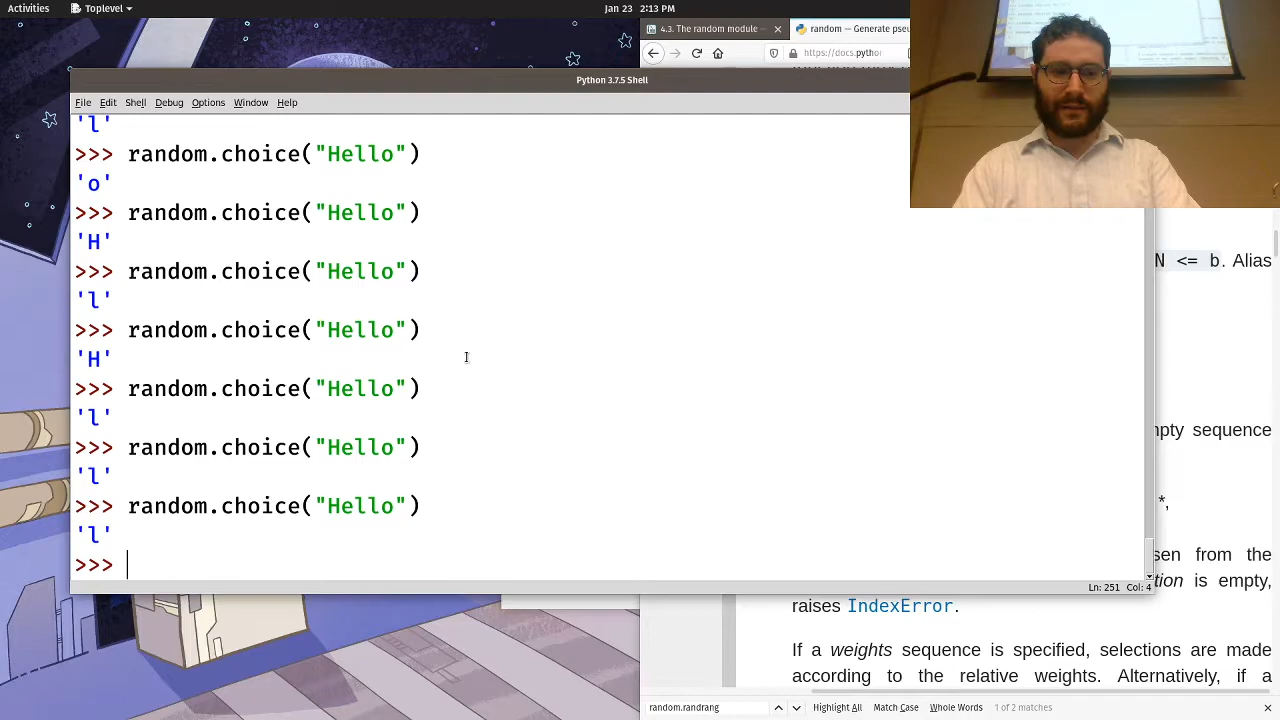 Activities
Toplevel
Jan 23 2:13 PM
4.3. The random module —
random — Generate pseu
https://docs.python
Python 3.7.5 Shell
File Edit Shell Debug Options Window Help
'l'
>>> random.choice("Hello")
'o'
>>> random.choice("Hello")
'H'
>>> random.choice("Hello")
'l'
>>> random.choice("Hello")
'H'
>>> random.choice("Hello")
'l'
>>> random.choice("Hello")
'l'
>>> random.choice("Hello")
'l'
>>>
Ln: 251 Col: 4
N <= b. Alias
mpty sequence
*,
sen from the
tion is empty,
raises IndexError.
If a weights sequence is specified, selections are made
according to the relative weights. Alternatively, if a
random.randrang
Highlight All Match Case Whole Words 1 of 2 matches